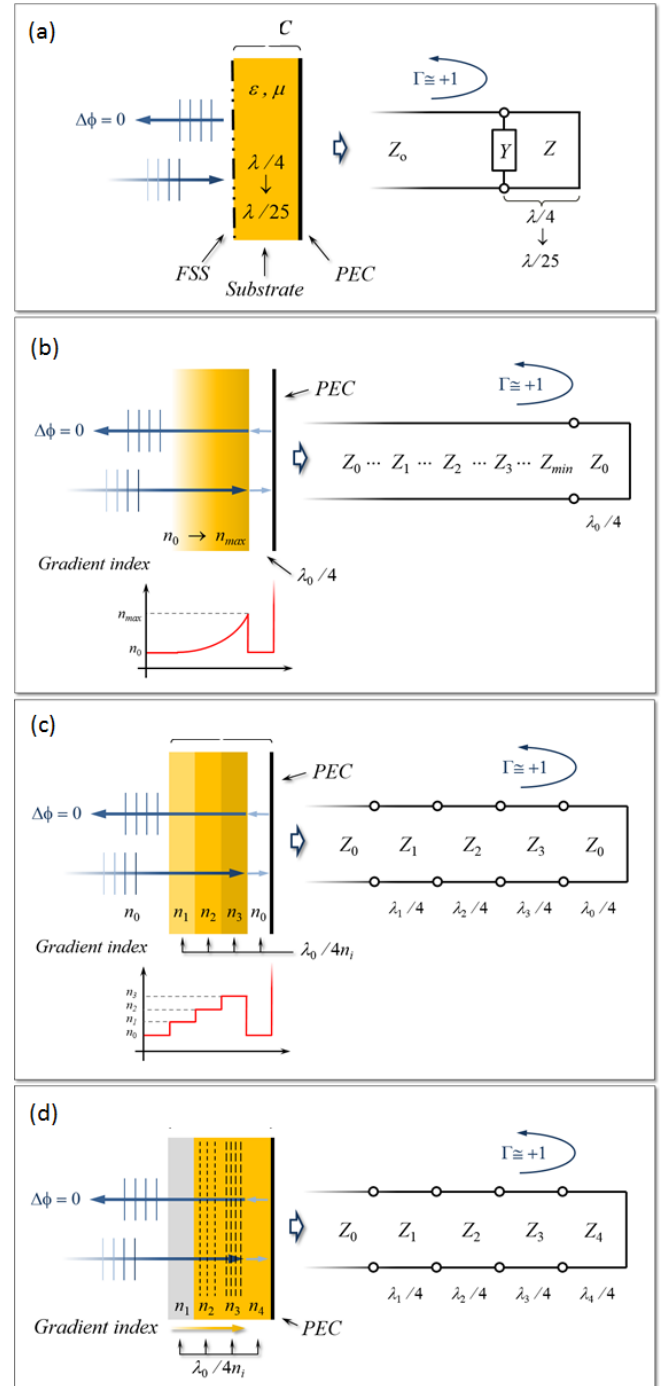 (a)
C
Γ≅+1
Δϕ = 0
ε , μ
λ/4
↓
λ/25
Z₀
Y
Z
λ/4
↓
λ/25
FSS
Substrate
PEC
(b)
PEC
Γ≅+1
Δϕ = 0
Z₀ ... Z₁ ... Z₂ ... Z₃ ... Zₘᵢₙ Z₀
n₀ → nₘₐₓ
λ₀/4
Gradient index
λ₀/4
nₘₐₓ
n₀
(c)
PEC
Γ≅+1
Δϕ = 0
Z₀ Z₁ Z₂ Z₃ Z₀
n₀ n₁ n₂ n₃ n₀
λ₁/4 λ₂/4 λ₃/4 λ₀/4
Gradient index
λ₀/4nᵢ
n₃
n₂
n₁
n₀
(d)
Γ≅+1
Δϕ = 0
Z₀ Z₁ Z₂ Z₃ Z₄
n₁ n₂ n₃ n₄
λ₁/4 λ₂/4 λ₃/4 λ₄/4
Gradient index
PEC
λ₀/4nᵢ